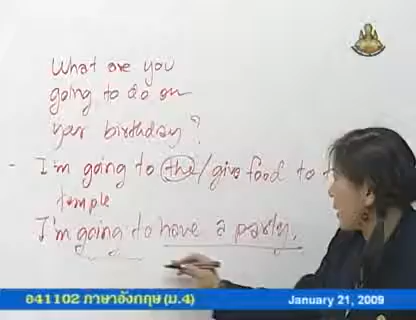 What are you
going to do on
your birthday?
- I'm going to the/give food to
temple
I'm going to have a party.
อ41102 ภาษาอังกฤษ (ม.4) January 21, 2009